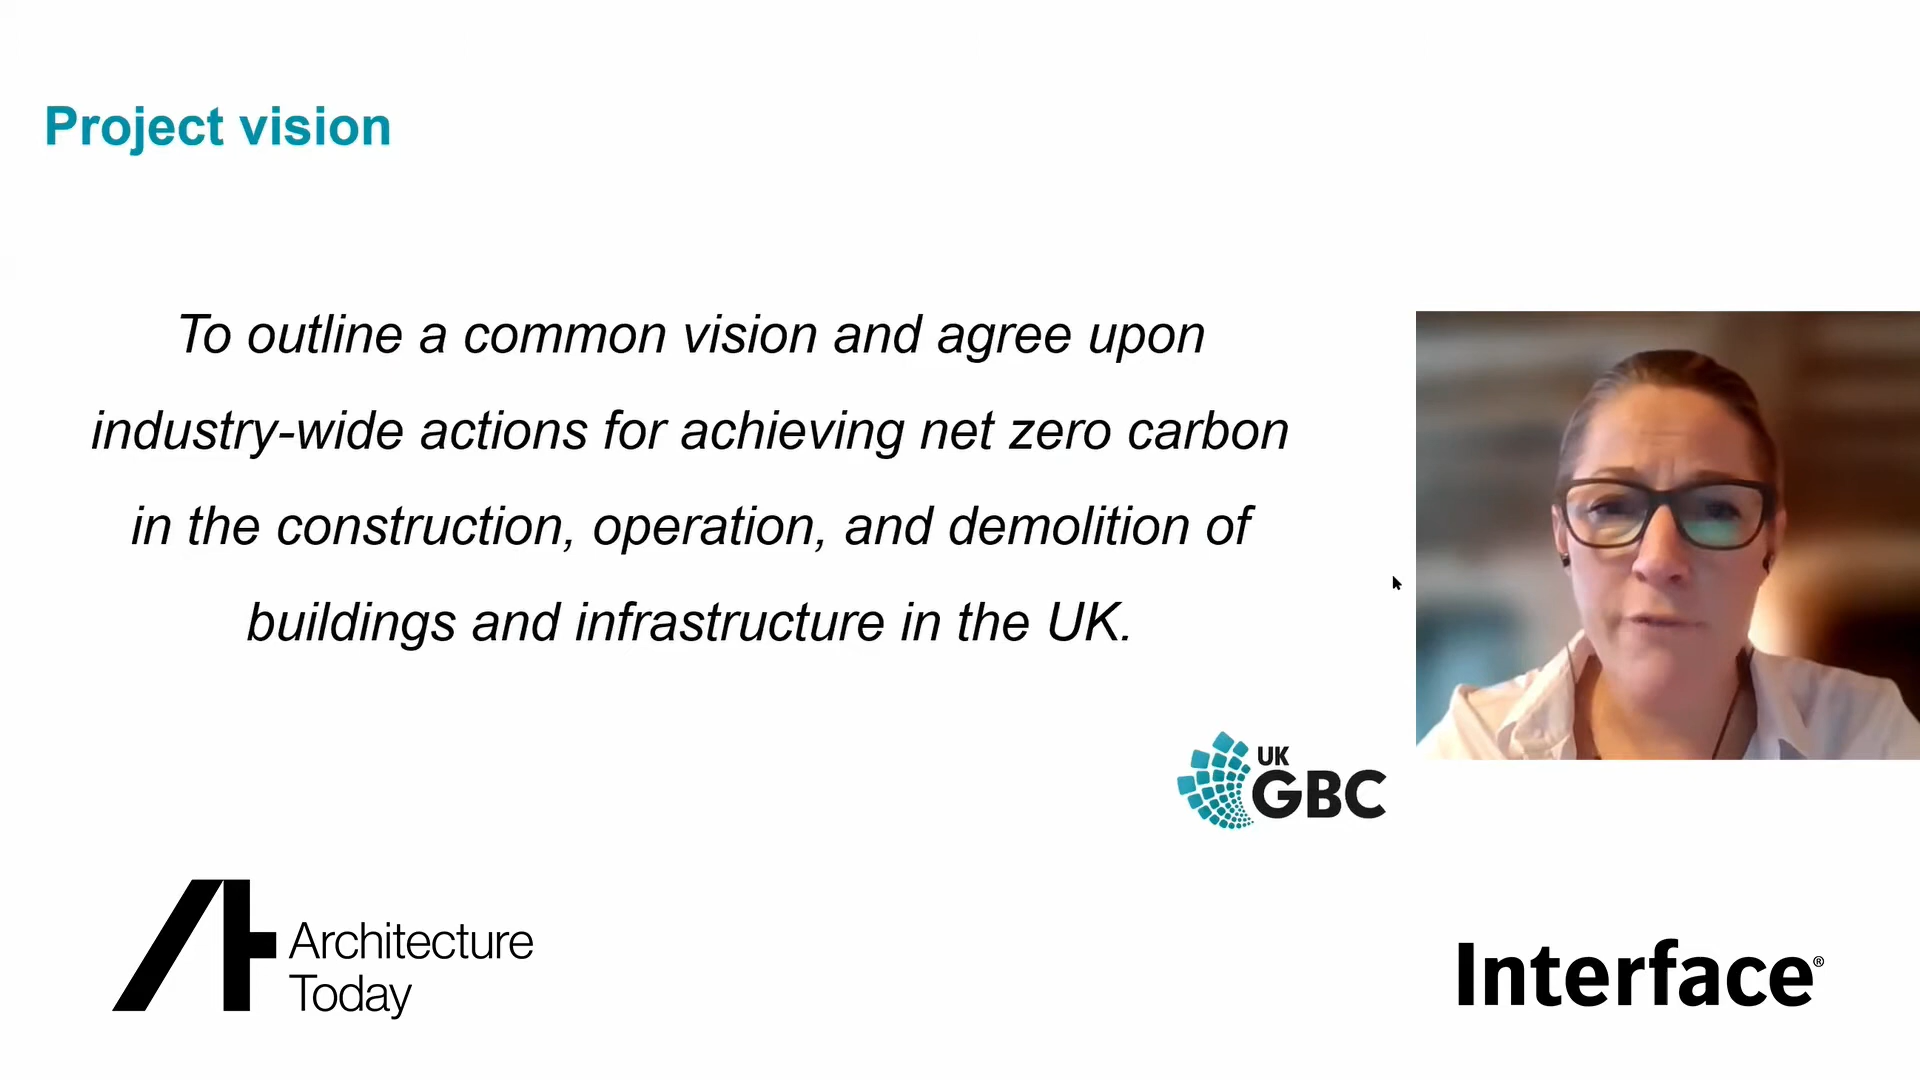 Project vision
To outline a common vision and agree upon
industry-wide actions for achieving net zero carbon
in the construction, operation, and demolition of
buildings and infrastructure in the UK.
UK
GBC
Architecture
Today
Interface®